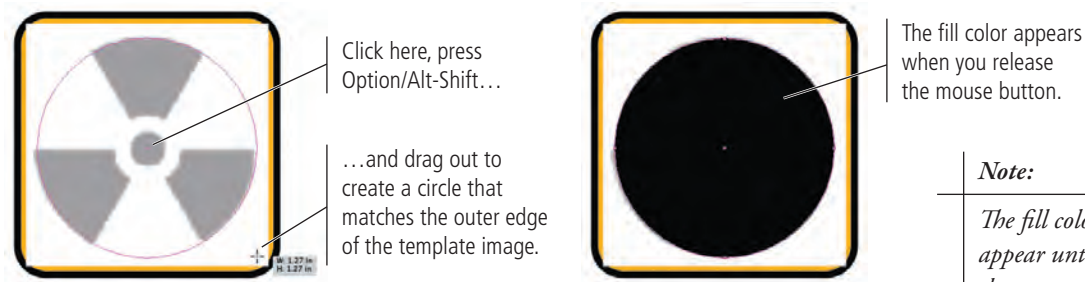 Click here, press
Option/Alt-Shift…
…and drag out to
create a circle that
matches the outer edge
of the template image.
W: 1.27 in
H: 1.27 in
The fill color appears
when you release
the mouse button.
Note:
The fill colo
appear unt